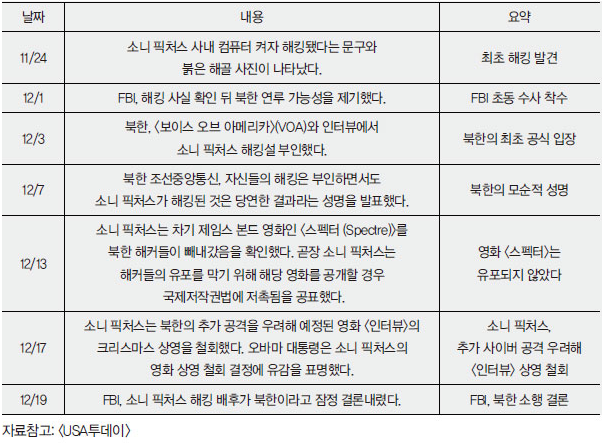 날짜 내용 요약
11/24 소니 픽처스 사내 컴퓨터 켜자 해킹됐다는 문구와 최초 해킹 발견
붉은 해골 사진이 나타났다.
12/1 FBI, 해킹 사실 확인 뒤 북한 연루 가능성을 제기했다. FBI 초동 수사 착수
12/3 북한, 〈보이스 오브 아메리카〉(VOA)와 인터뷰에서 북한의 최초 공식 입장
소니 픽처스 해킹설 부인했다.
12/7 북한 조선중앙통신, 자신들의 해킹은 부인하면서도 북한의 모순적 성명
소니 픽처스가 해킹된 것은 당연한 결과라는 성명을 발표했다.
12/13 소니 픽처스는 차기 제임스 본드 영화인 〈스펙터 (Spectre)〉를
북한 해커들이 빼내갔음을 확인했다. 곧장 소니 픽처스는 영화 〈스펙터〉는
해커들의 유포를 막기 위해 해당 영화를 공개할 경우 유포되지 않았다
국제저작권법에 저촉됨을 공표했다.
12/17 소니 픽처스는 북한의 추가 공격을 우려해 예정된 영화 〈인터뷰〉의 소니 픽처스,
크리스마스 상영을 철회했다. 오바마 대통령은 소니 픽처스의 추가 사이버 공격 우려해
영화 상영 철회 결정에 유감을 표명했다. 〈인터뷰〉 상영 철회
12/19 FBI, 소니 픽처스 해킹 배후가 북한이라고 잠정 결론내렸다. FBI, 북한 소행 결론
자료참고: 〈USA투데이〉